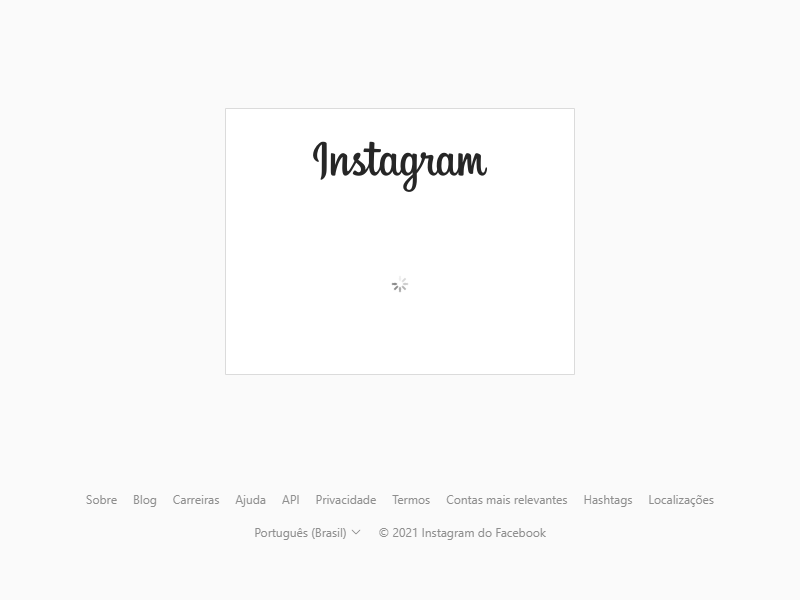 Instagram
Sobre Blog Carreiras Ajuda API Privacidade Termos Contas mais relevantes Hashtags Localizações
Português (Brasil) © 2021 Instagram do Facebook